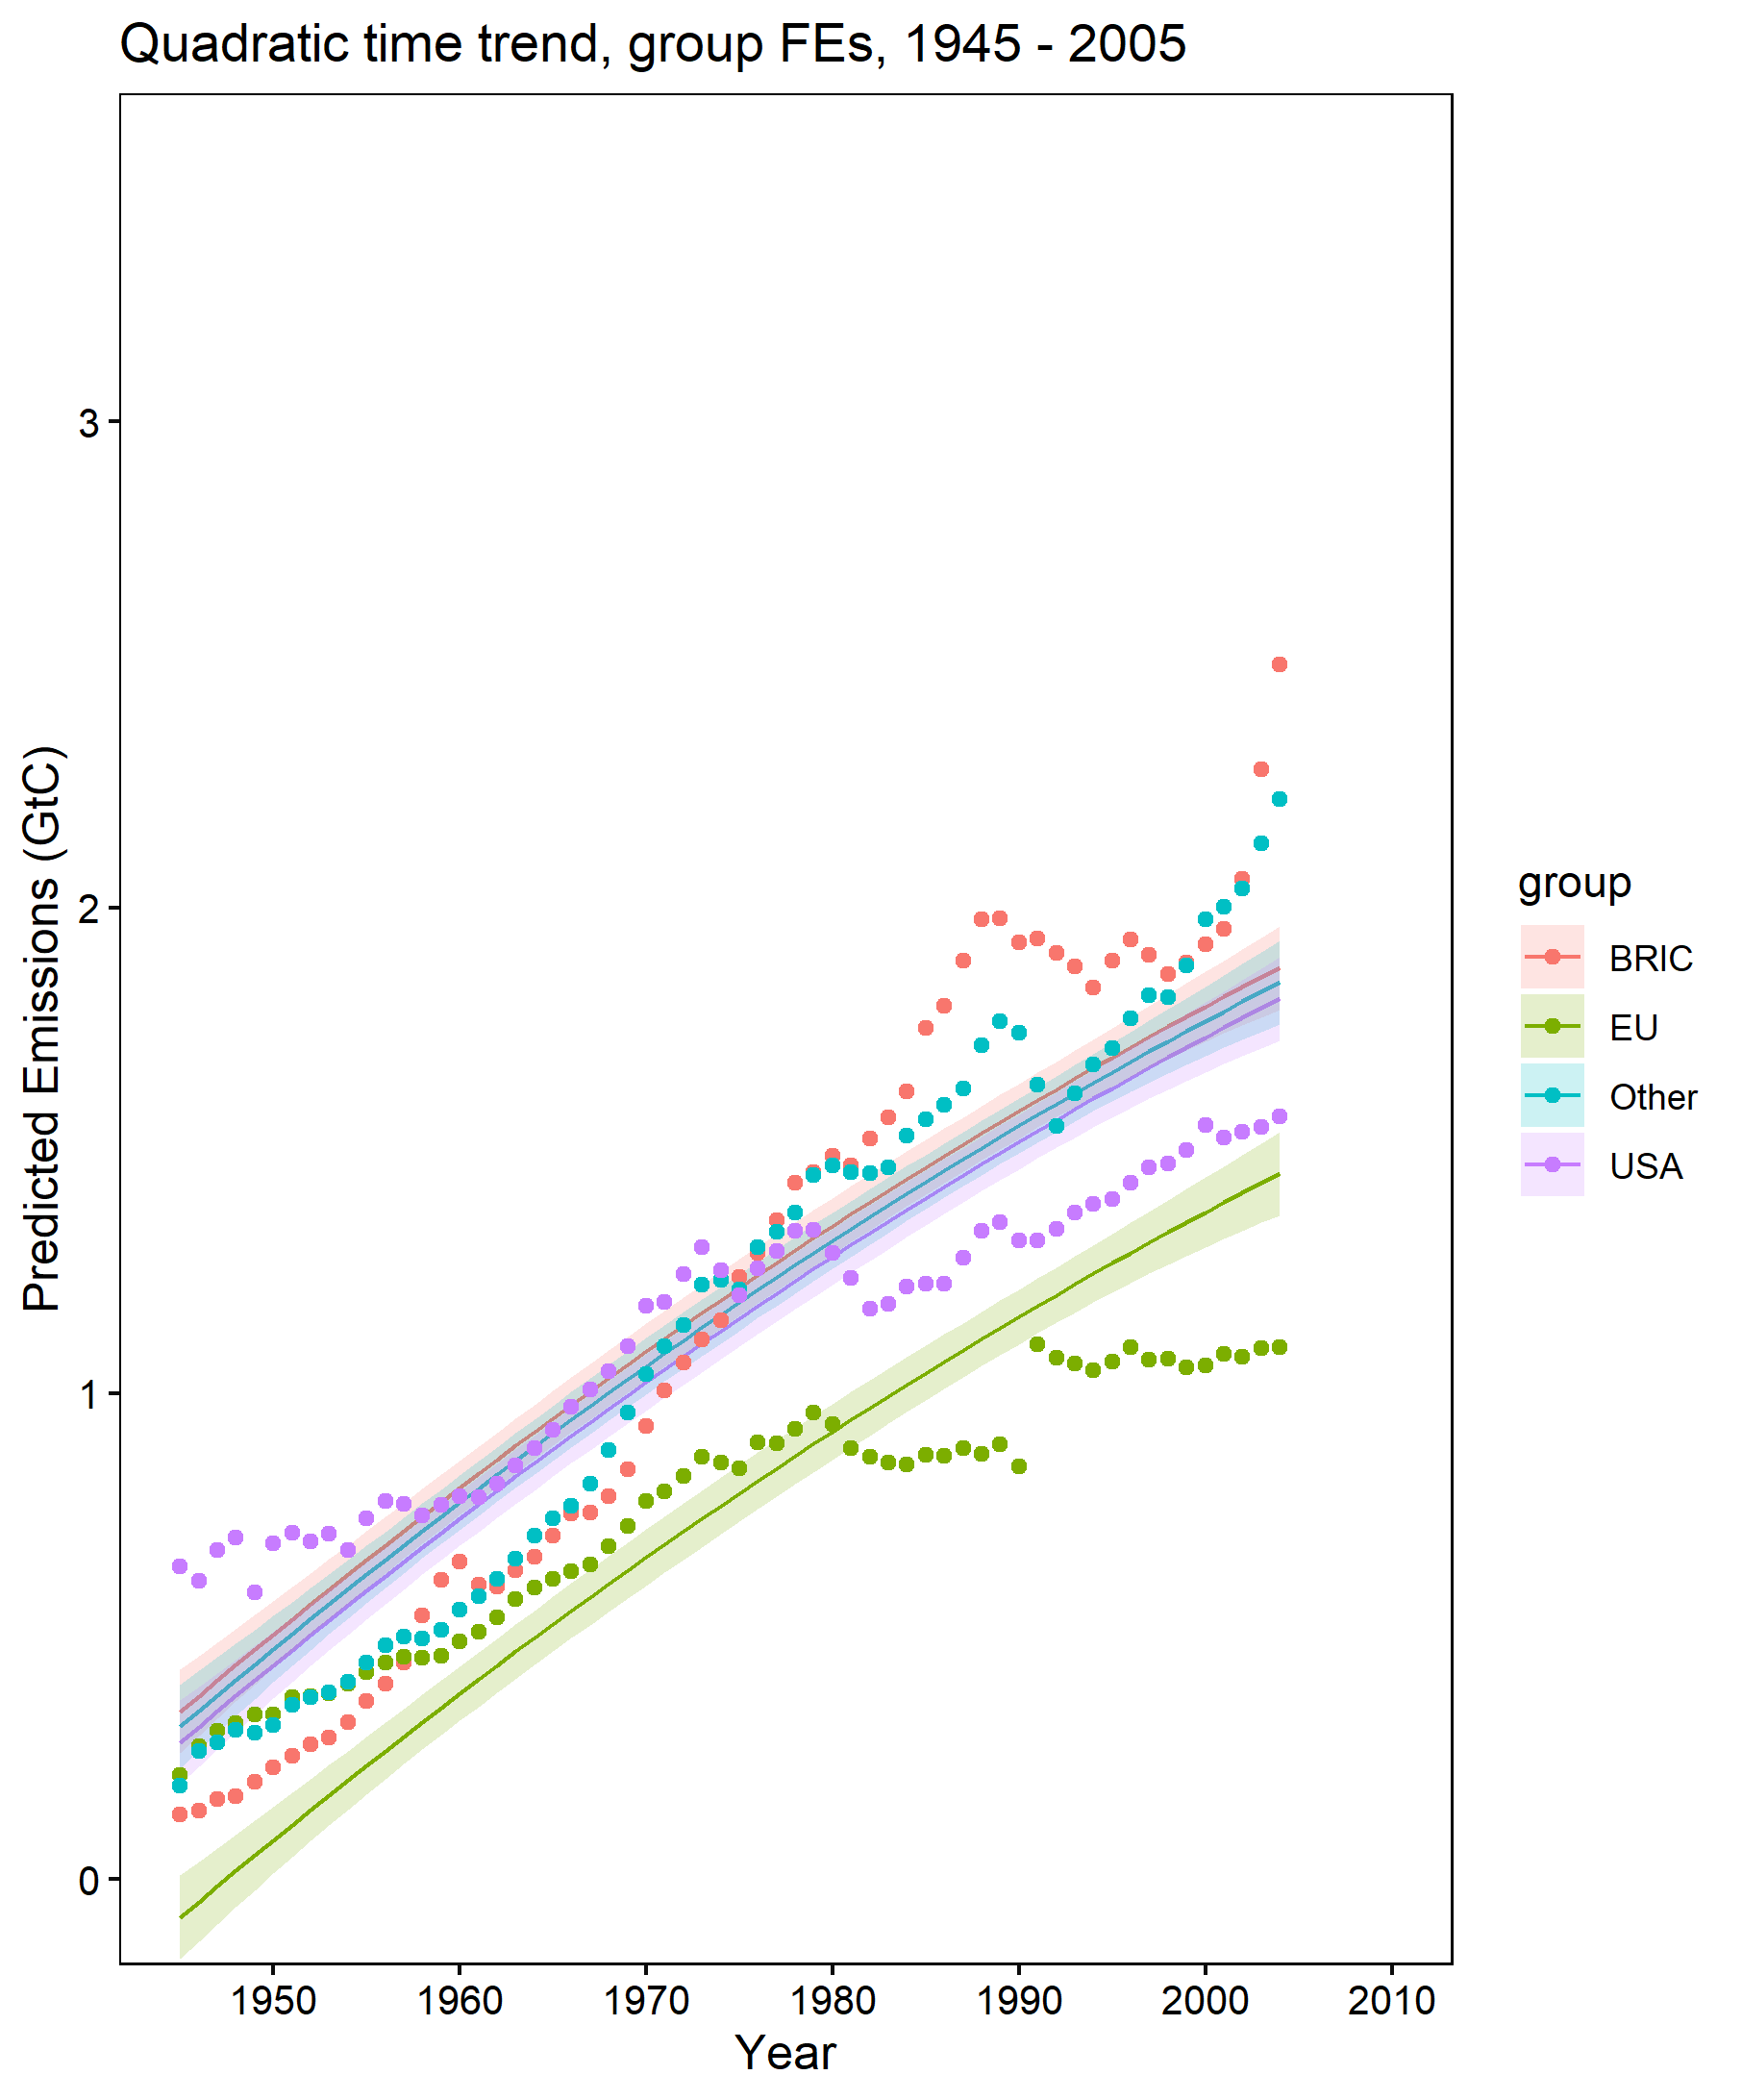 Quadratic time trend, group FEs, 1945 - 2005
Predicted Emissions (GtC)
3
2
1
0
1950 1960 1970 1980 1990 2000 2010
Year
group
BRIC
EU
Other
USA